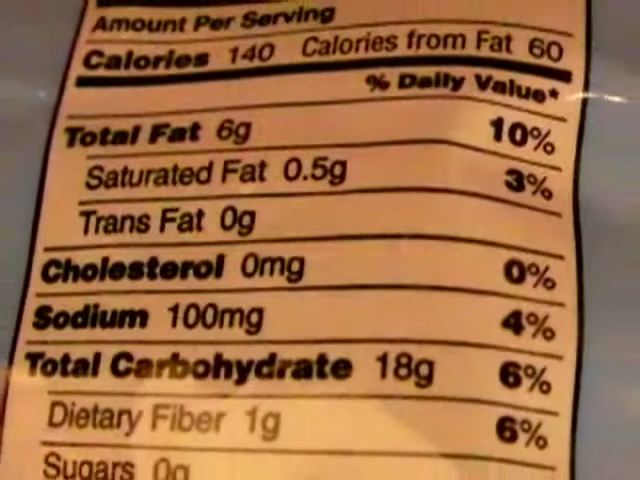 Amount Per Serving
Calories 140 Calories from Fat 60
% Daily Value*
Total Fat 6g 10%
Saturated Fat 0.5g 3%
Trans Fat 0g
Cholesterol 0mg 0%
Sodium 100mg 4%
Total Carbohydrate 18g 6%
Dietary Fiber 1g 6%
Sugars 0g